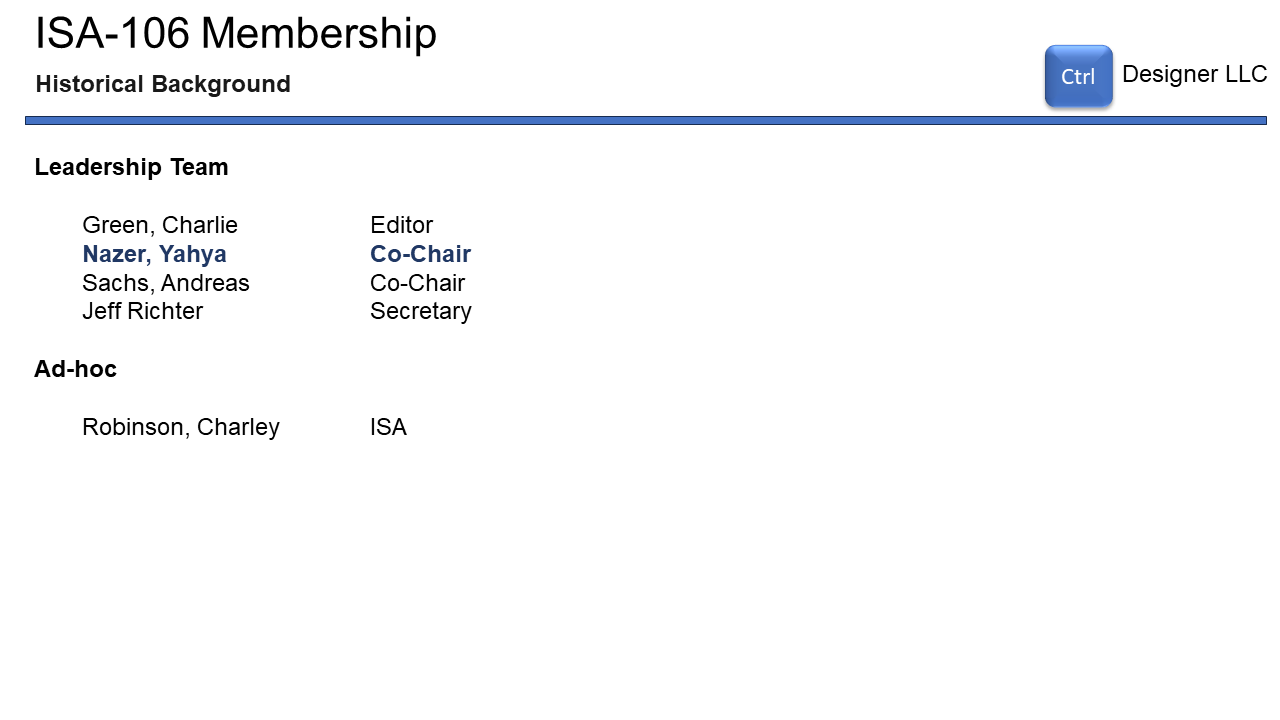 ISA-106 Membership
Historical Background
Ctrl Designer LLC
Leadership Team
Green, Charlie Editor
Nazer, Yahya Co-Chair
Sachs, Andreas Co-Chair
Jeff Richter Secretary
Ad-hoc
Robinson, Charley ISA